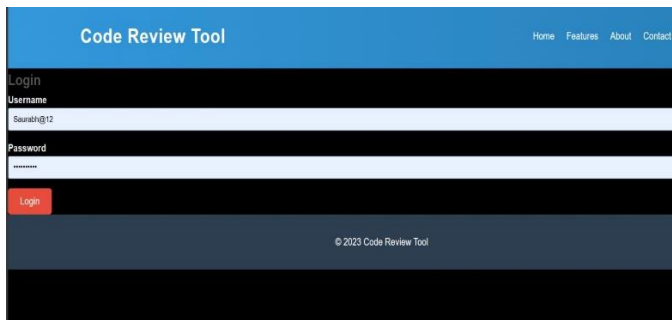 Code Review Tool
Home Features About Contact
Login
Username
Saurabh@12
Password
••••••••••
Login
© 2023 Code Review Tool